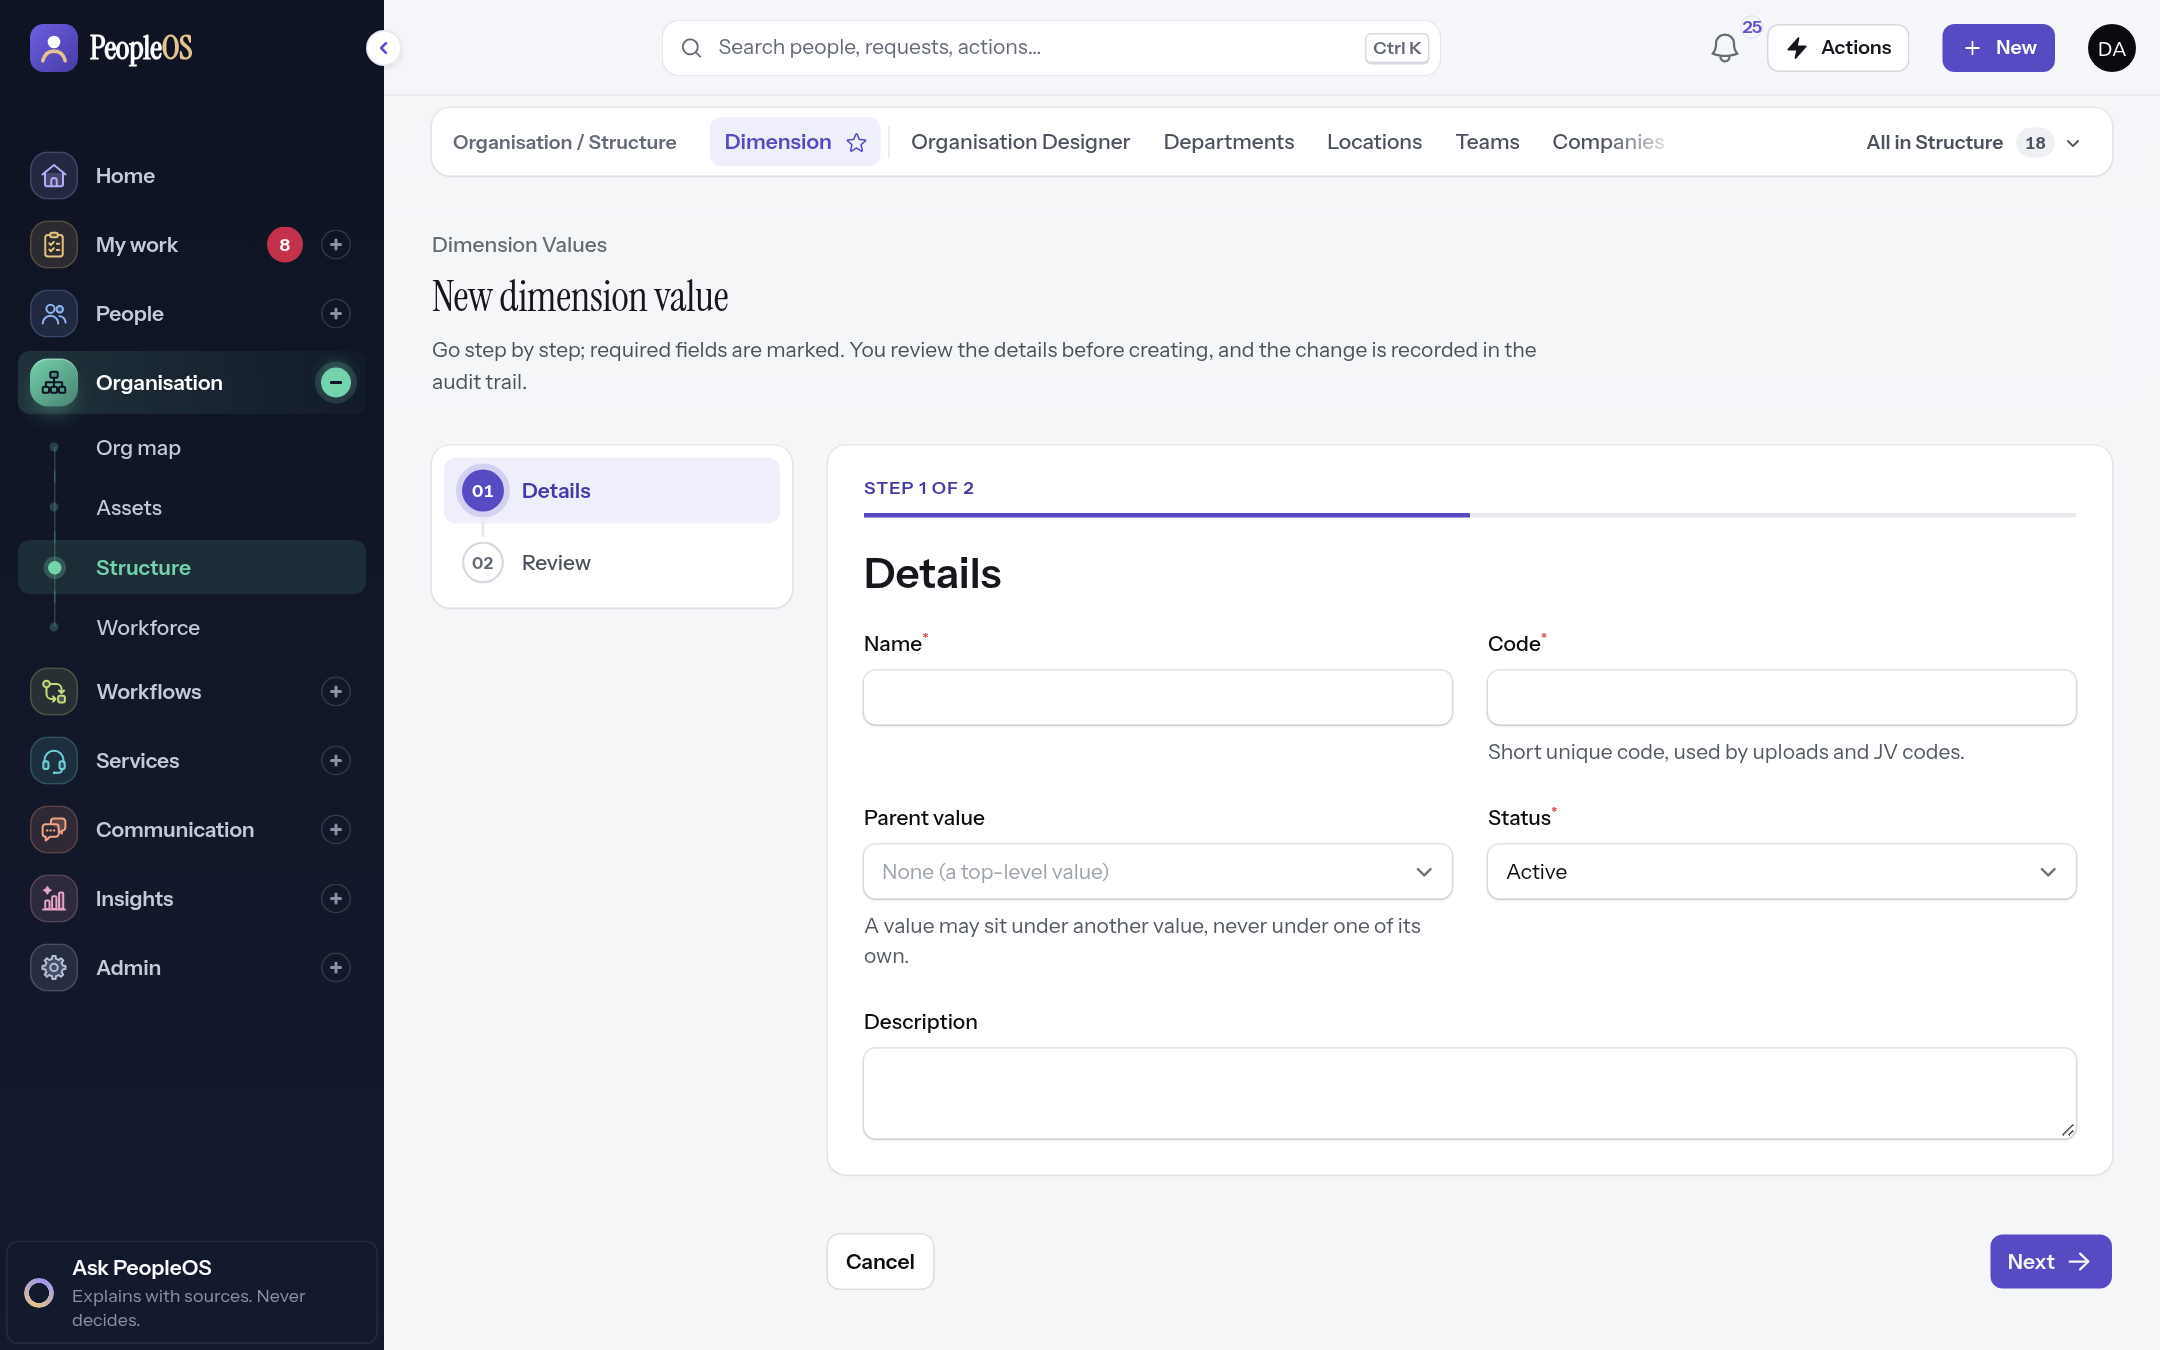 PeopleOS
Search people, requests, actions...
Ctrl K
25
Actions
New
DA
Organisation / Structure
Dimension
Organisation Designer
Departments
Locations
Teams
Companies
All in Structure
18
Home
My work
8
People
Organisation
Org map
Assets
Structure
Workforce
Workflows
Services
Communication
Insights
Admin
Ask PeopleOS
Explains with sources. Never
decides.
Dimension Values
New dimension value
Go step by step; required fields are marked. You review the details before creating, and the change is recorded in the
audit trail.
01
Details
02
Review
STEP 1 OF 2
Details
Name*
Code*
Short unique code, used by uploads and JV codes.
Parent value
Status*
None (a top-level value)
Active
A value may sit under another value, never under one of its
own.
Description
Cancel
Next